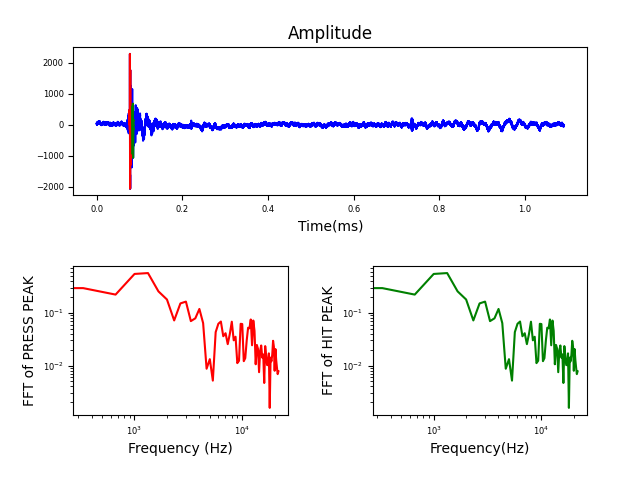 Amplitude
2000
1000
0
−1000
−2000
0.0 0.2 0.4 0.6 0.8 1.0
Time(ms)
FFT of PRESS PEAK
10⁻¹
10⁻²
10³ 10⁴
Frequency (Hz)
FFT of HIT PEAK
10⁻¹
10⁻²
10³ 10⁴
Frequency(Hz)